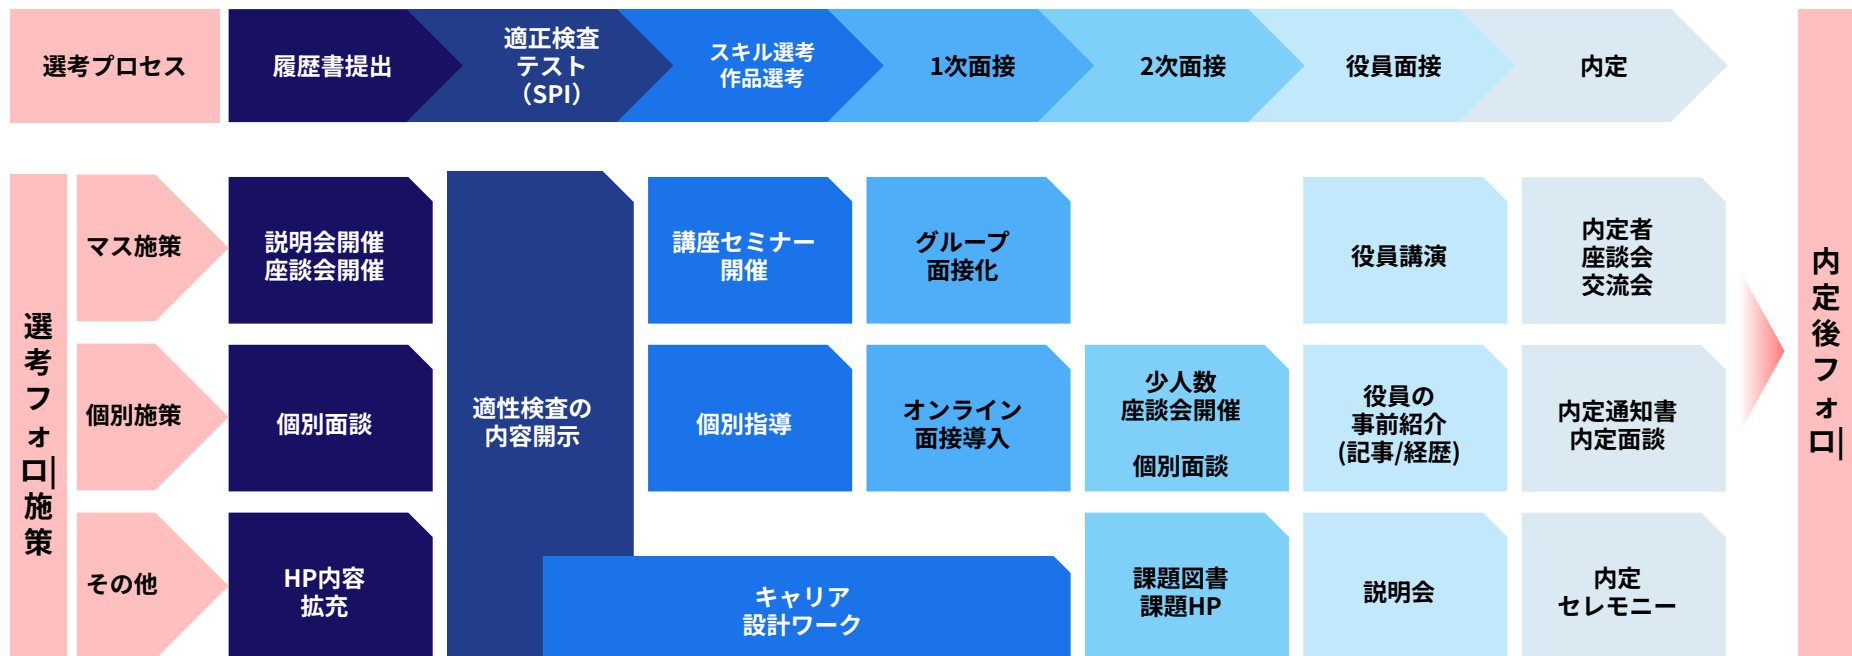 選考プロセス
履歴書提出
適正検査
テスト
（SPI）
スキル選考
作品選考
1次面接
2次面接
役員面接
内定
選考フォロー施策
マス施策
説明会開催
座談会開催
講座セミナー
開催
グループ
面接化
役員講演
内定者
座談会
交流会
個別施策
個別面談
適性検査の
内容開示
個別指導
オンライン
面接導入
少人数
座談会開催
個別面談
役員の
事前紹介
(記事/経歴)
内定通知書
内定面談
その他
HP内容
拡充
キャリア
設計ワーク
課題図書
課題HP
説明会
内定
セレモニー
内定後フォロー